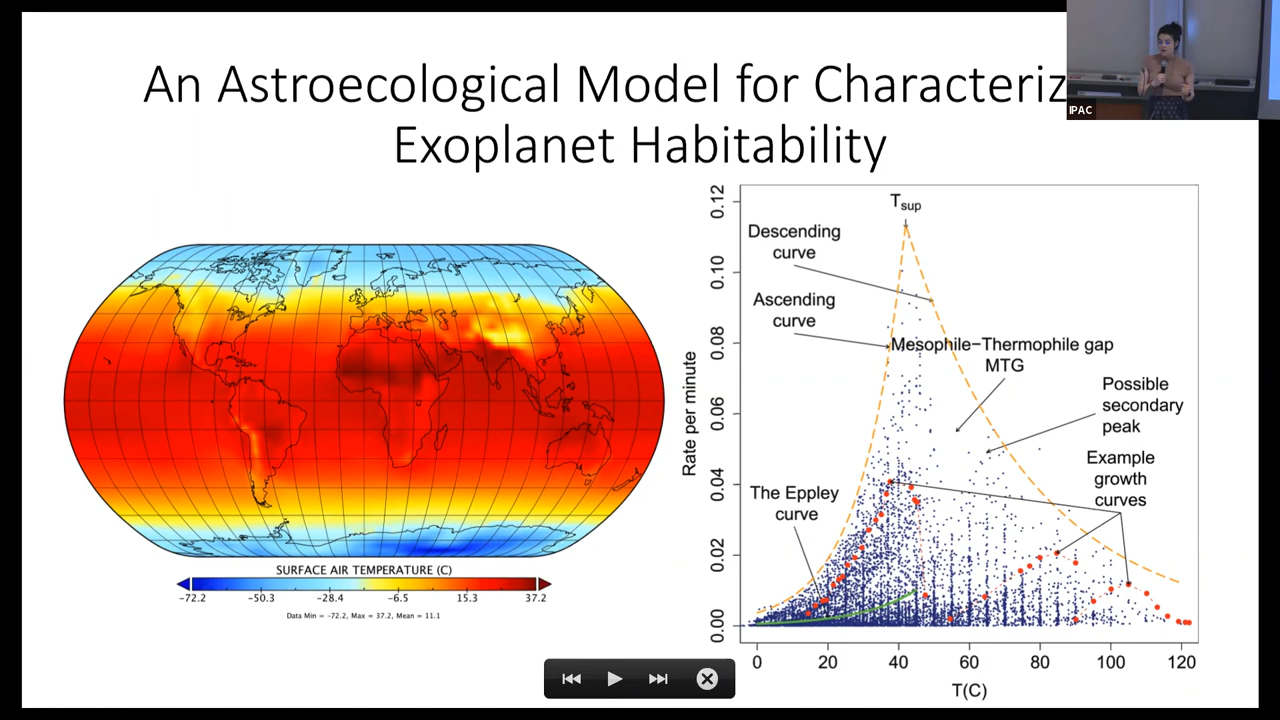 An Astroecological Model for Characteriz
Exoplanet Habitability
IPAC
SURFACE AIR TEMPERATURE (C)
-72.2 -50.3 -28.4 -6.5 15.3 37.2
Data Min = -72.2, Max = 37.2, Mean = 11.1
Rate per minute
0.12
0.10
0.08
0.06
0.04
0.02
0.00
Tsup
Descending
curve
Ascending
curve
Mesophile-Thermophile gap
MTG
Possible
secondary
peak
Example
growth
curves
The Eppley
curve
0 20 40 60 80 100 120
T(C)